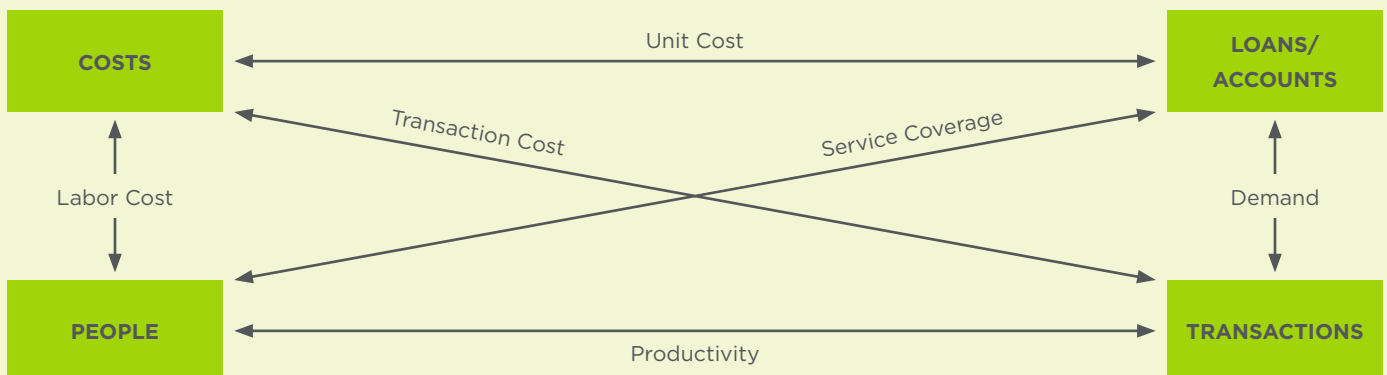 Unit Cost
COSTS
LOANS/
ACCOUNTS
Transaction Cost
Service Coverage
Labor Cost
Demand
PEOPLE
TRANSACTIONS
Productivity